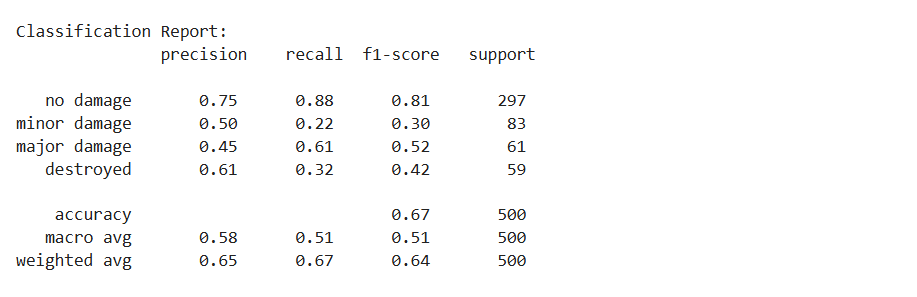 Classification Report:
precision recall f1-score support
no damage 0.75 0.88 0.81 297
minor damage 0.50 0.22 0.30 83
major damage 0.45 0.61 0.52 61
destroyed 0.61 0.32 0.42 59
accuracy 0.67 500
macro avg 0.58 0.51 0.51 500
weighted avg 0.65 0.67 0.64 500